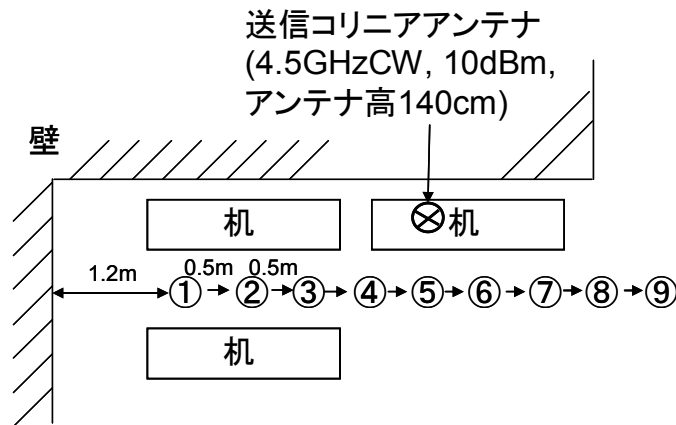 送信コリニアアンテナ
(4.5GHzCW, 10dBm,
アンテナ高140cm)
壁
机
机
1.2m
0.5m
0.5m
①
②
③
④
⑤
⑥
⑦
⑧
⑨
机